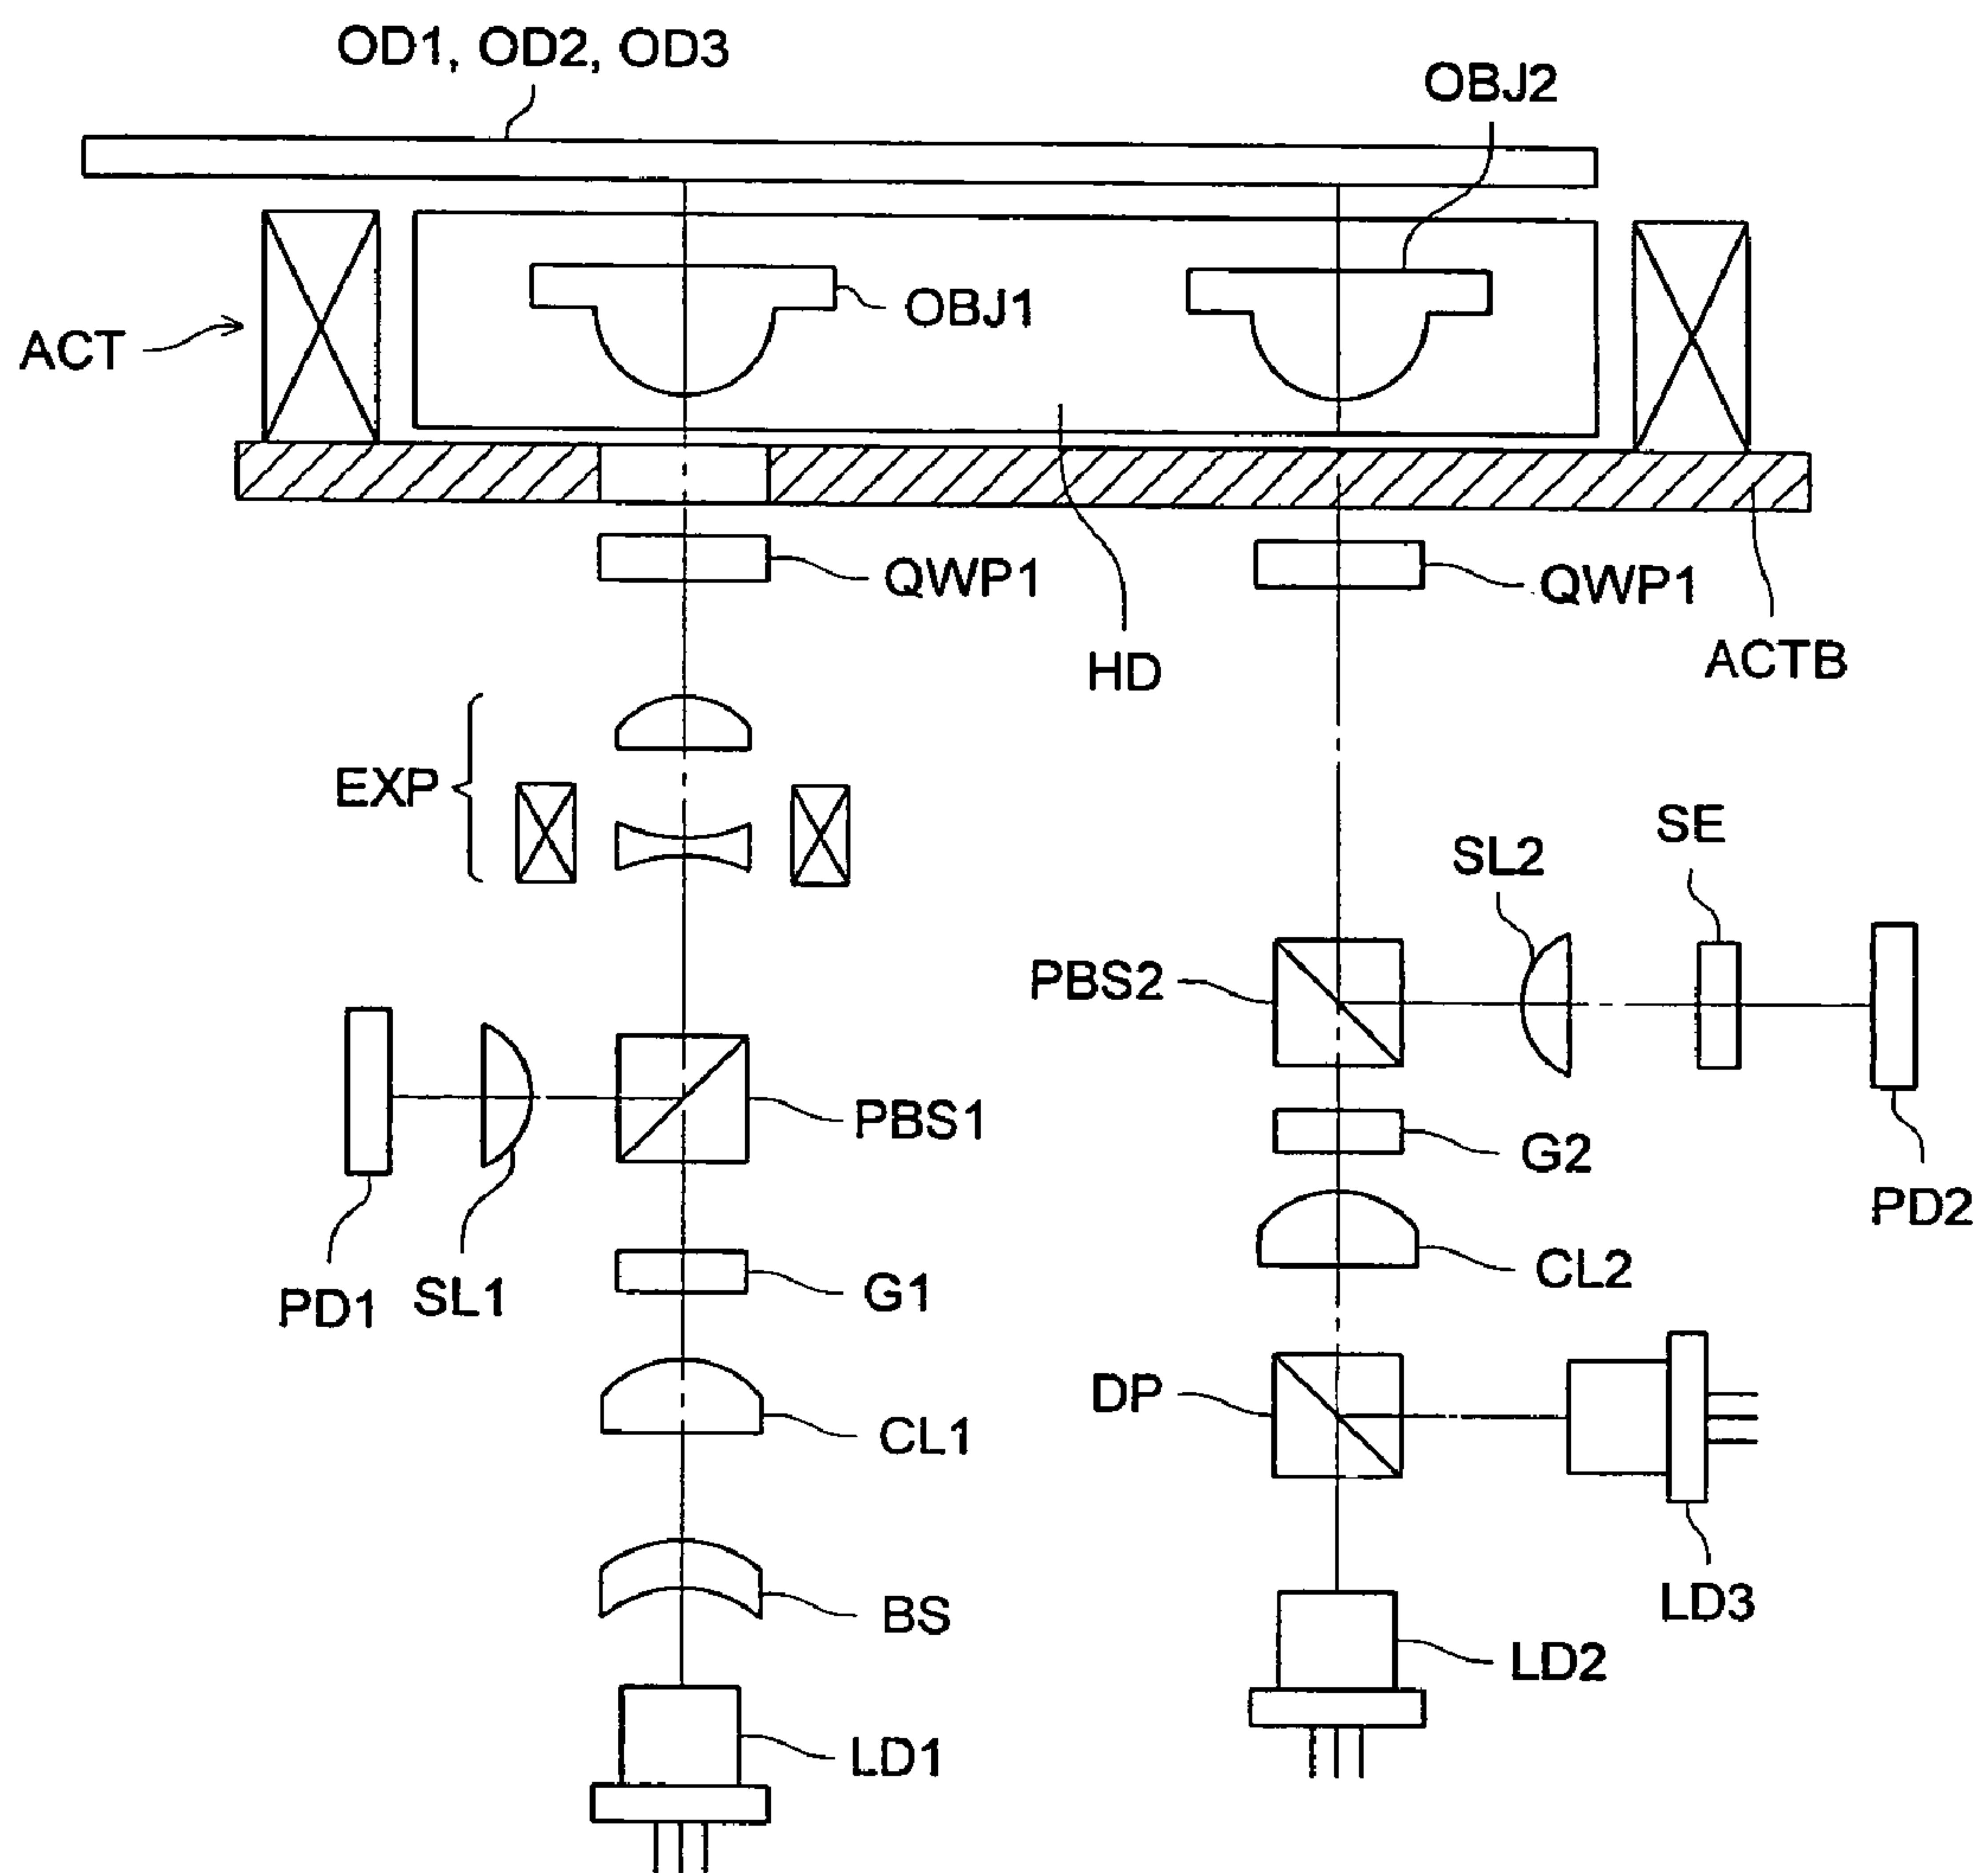 OD1, OD2, OD3
OBJ2
OBJ1
ACT
QWP1
QWP1
HD
ACTB
EXP
SE
SL2
PBS2
PBS1
G2
PD2
SL1
PD1
G1
CL2
DP
CL1
LD3
BS
LD2
LD1